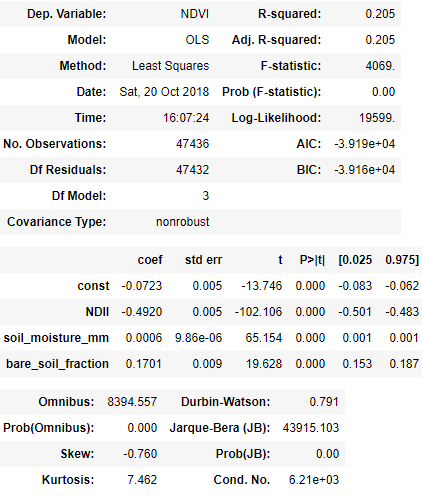 Dep. Variable: NDVI R-squared: 0.205
Model: OLS Adj. R-squared: 0.205
Method: Least Squares F-statistic: 4069.
Date: Sat, 20 Oct 2018 Prob (F-statistic): 0.00
Time: 16:07:24 Log-Likelihood: 19599.
No. Observations: 47436 AIC: -3.919e+04
Df Residuals: 47432 BIC: -3.916e+04
Df Model: 3
Covariance Type: nonrobust
coef std err t P>|t| [0.025 0.975]
const -0.0723 0.005 -13.746 0.000 -0.083 -0.062
NDII -0.4920 0.005 -102.106 0.000 -0.501 -0.483
soil_moisture_mm 0.0006 9.86e-06 65.154 0.000 0.001 0.001
bare_soil_fraction 0.1701 0.009 19.628 0.000 0.153 0.187
Omnibus: 8394.557 Durbin-Watson: 0.791
Prob(Omnibus): 0.000 Jarque-Bera (JB): 43915.103
Skew: -0.760 Prob(JB): 0.00
Kurtosis: 7.462 Cond. No. 6.21e+03